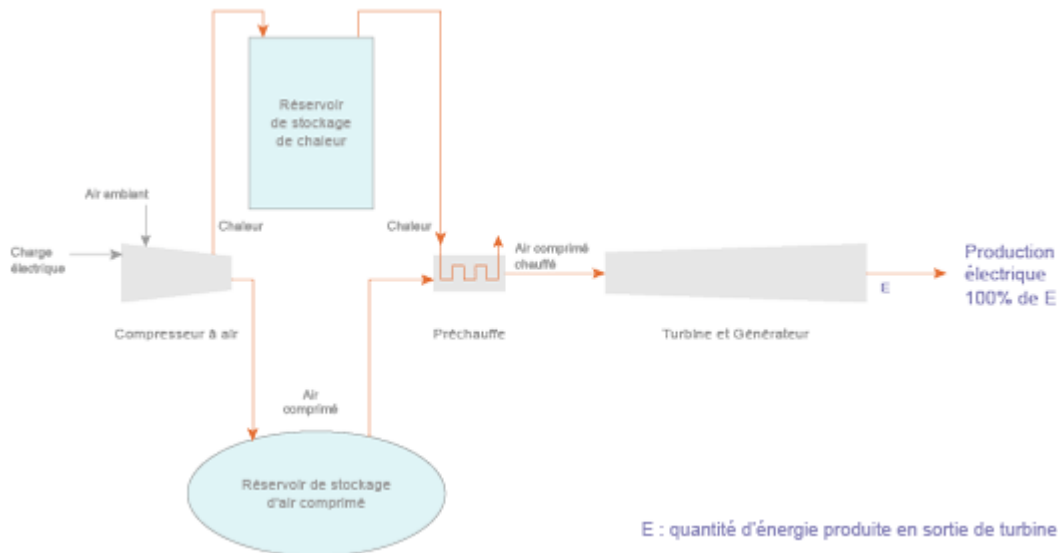 Réservoir
de stockage
de chaleur
Air ambiant
Chaleur
Chaleur
Charge
électrique
Air comprimé
chauffé
Production
électrique
100% de E
E
Compresseur à air
Préchauffe
Turbine et Générateur
Air
comprimé
Réservoir de stockage
d'air comprimé
E : quantité d'énergie produite en sortie de turbine